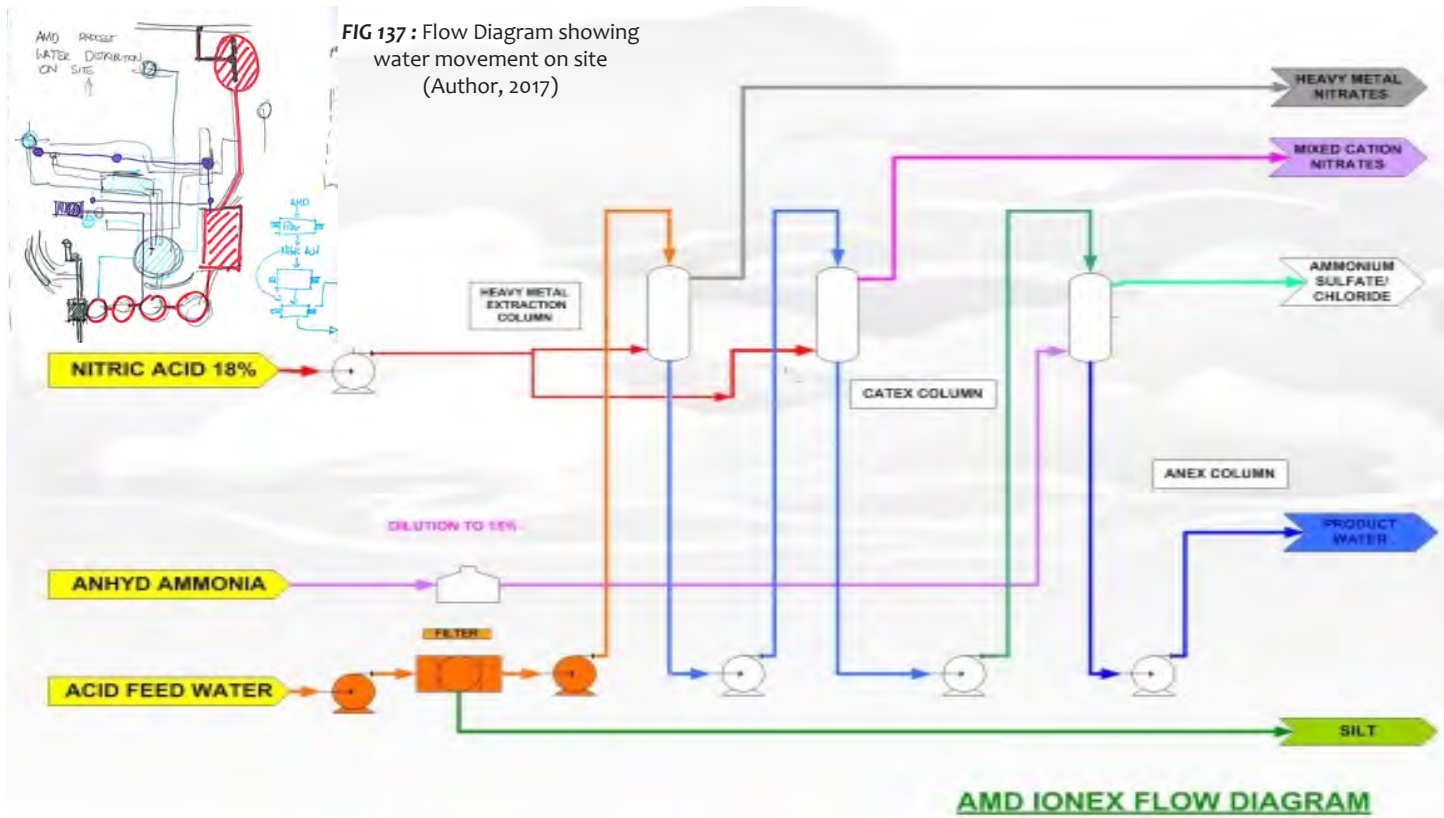 AMD PROCESS
WATER DISTRIBUTION
ON SITE
FIG 137 : Flow Diagram showing
water movement on site
(Author, 2017)
HEAVY METAL
NITRATES
MIXED CATION
NITRATES
AMMONIUM
SULFATE/
CHLORIDE
HEAVY METAL
EXTRACTION
COLUMN
AMD
NITRIC ACID 18%
CATEX COLUMN
ANEX COLUMN
DILUTION TO 15%
PRODUCT
WATER
ANHYD AMMONIA
FILTER
ACID FEED WATER
SILT
AMD IONEX FLOW DIAGRAM